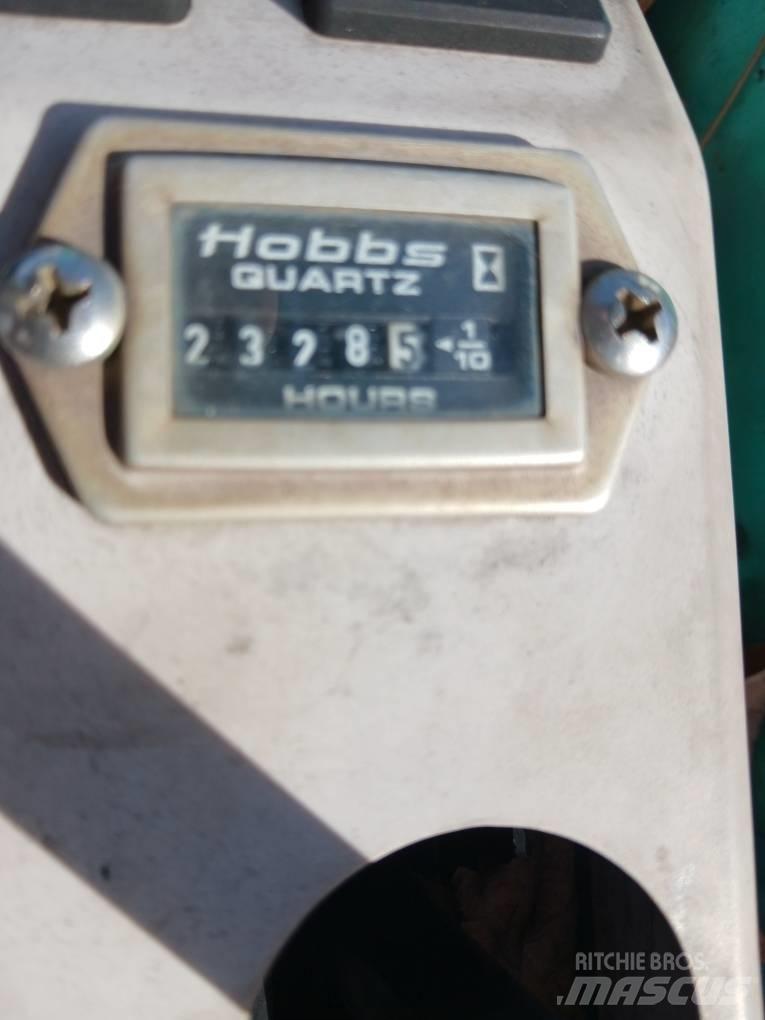 Hobbs
QUARTZ
2 3 2 8 5 1/10
HOURS
RITCHIE BROS.
MASCUS